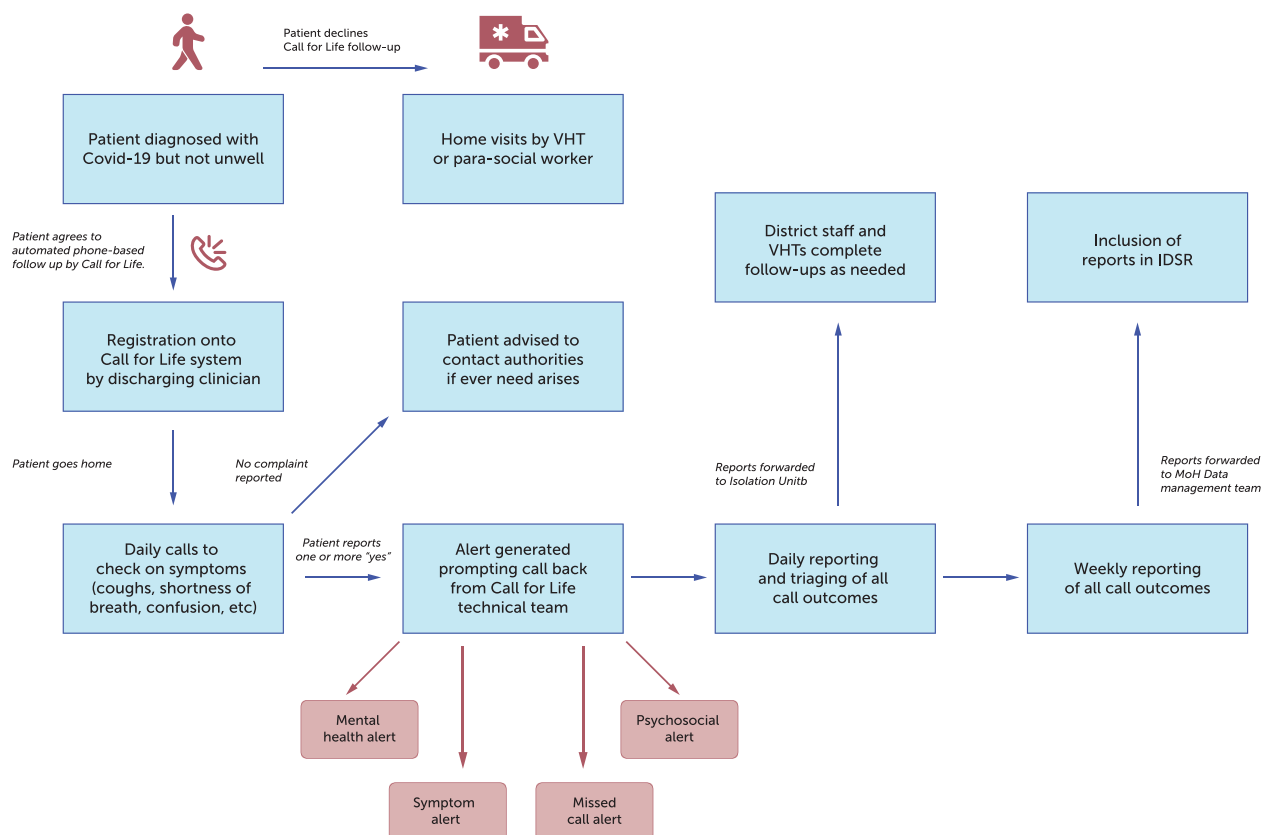 Patient declines
Call for Life follow-up
Patient diagnosed with
Covid-19 but not unwell
Home visits by VHT
or para-social worker
Patient agrees to
automated phone-based
follow up by Call for Life.
District staff and
VHTs complete
follow-ups as needed
Inclusion of
reports in IDSR
Registration onto
Call for Life system
by discharging clinician
Patient advised to
contact authorities
if ever need arises
Patient goes home
No complaint
reported
Reports forwarded
to Isolation Unitb
Reports forwarded
to MoH Data
management team
Daily calls to
check on symptoms
(coughs, shortness of
breath, confusion, etc)
Patient reports
one or more “yes”
Alert generated
prompting call back
from Call for Life
technical team
Daily reporting
and triaging of all
call outcomes
Weekly reporting
of all call outcomes
Mental
health alert
Psychosocial
alert
Symptom
alert
Missed
call alert